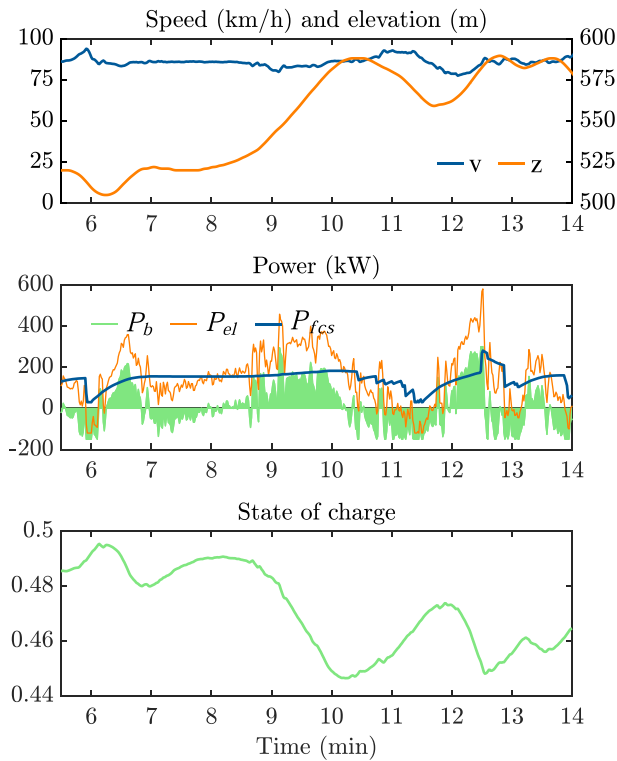 Speed (km/h) and elevation (m)
100 600
75 575
50 550
25 525
0 500
v z
6 7 8 9 10 11 12 13 14
Power (kW)
600
400
P_b P_el P_fcs
200
0
-200
6 7 8 9 10 11 12 13 14
State of charge
0.5
0.48
0.46
0.44
6 7 8 9 10 11 12 13 14
Time (min)